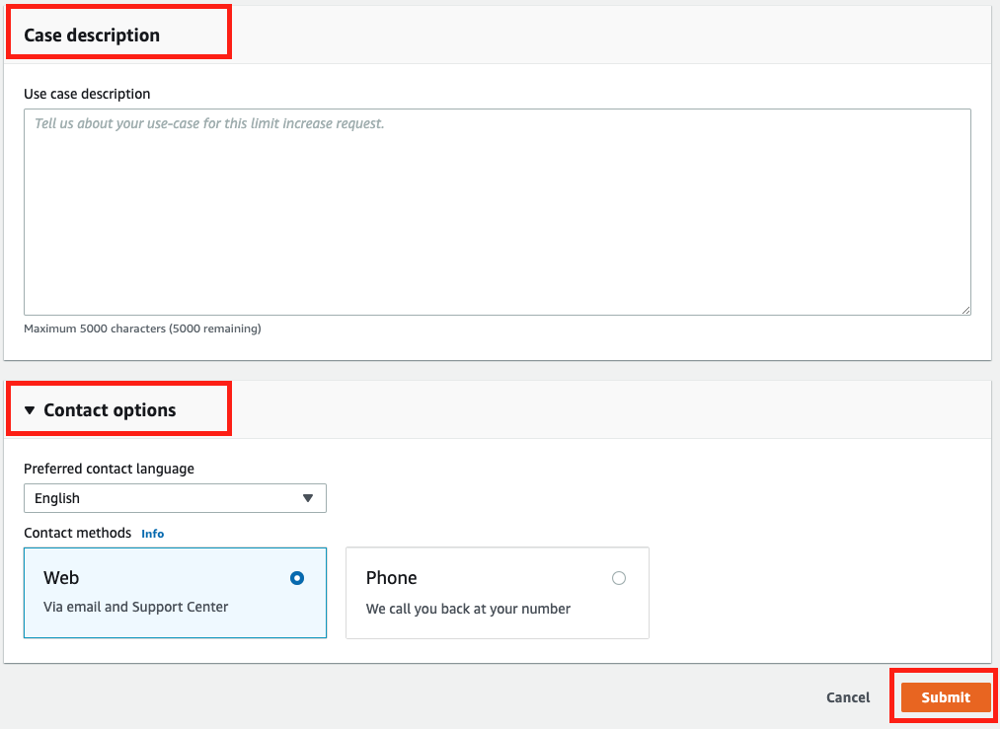 Case description
Use case description
Tell us about your use-case for this limit increase request.
Maximum 5000 characters (5000 remaining)
Contact options
Preferred contact language
English
Contact methods Info
Web
Via email and Support Center
Phone
We call you back at your number
Cancel Submit